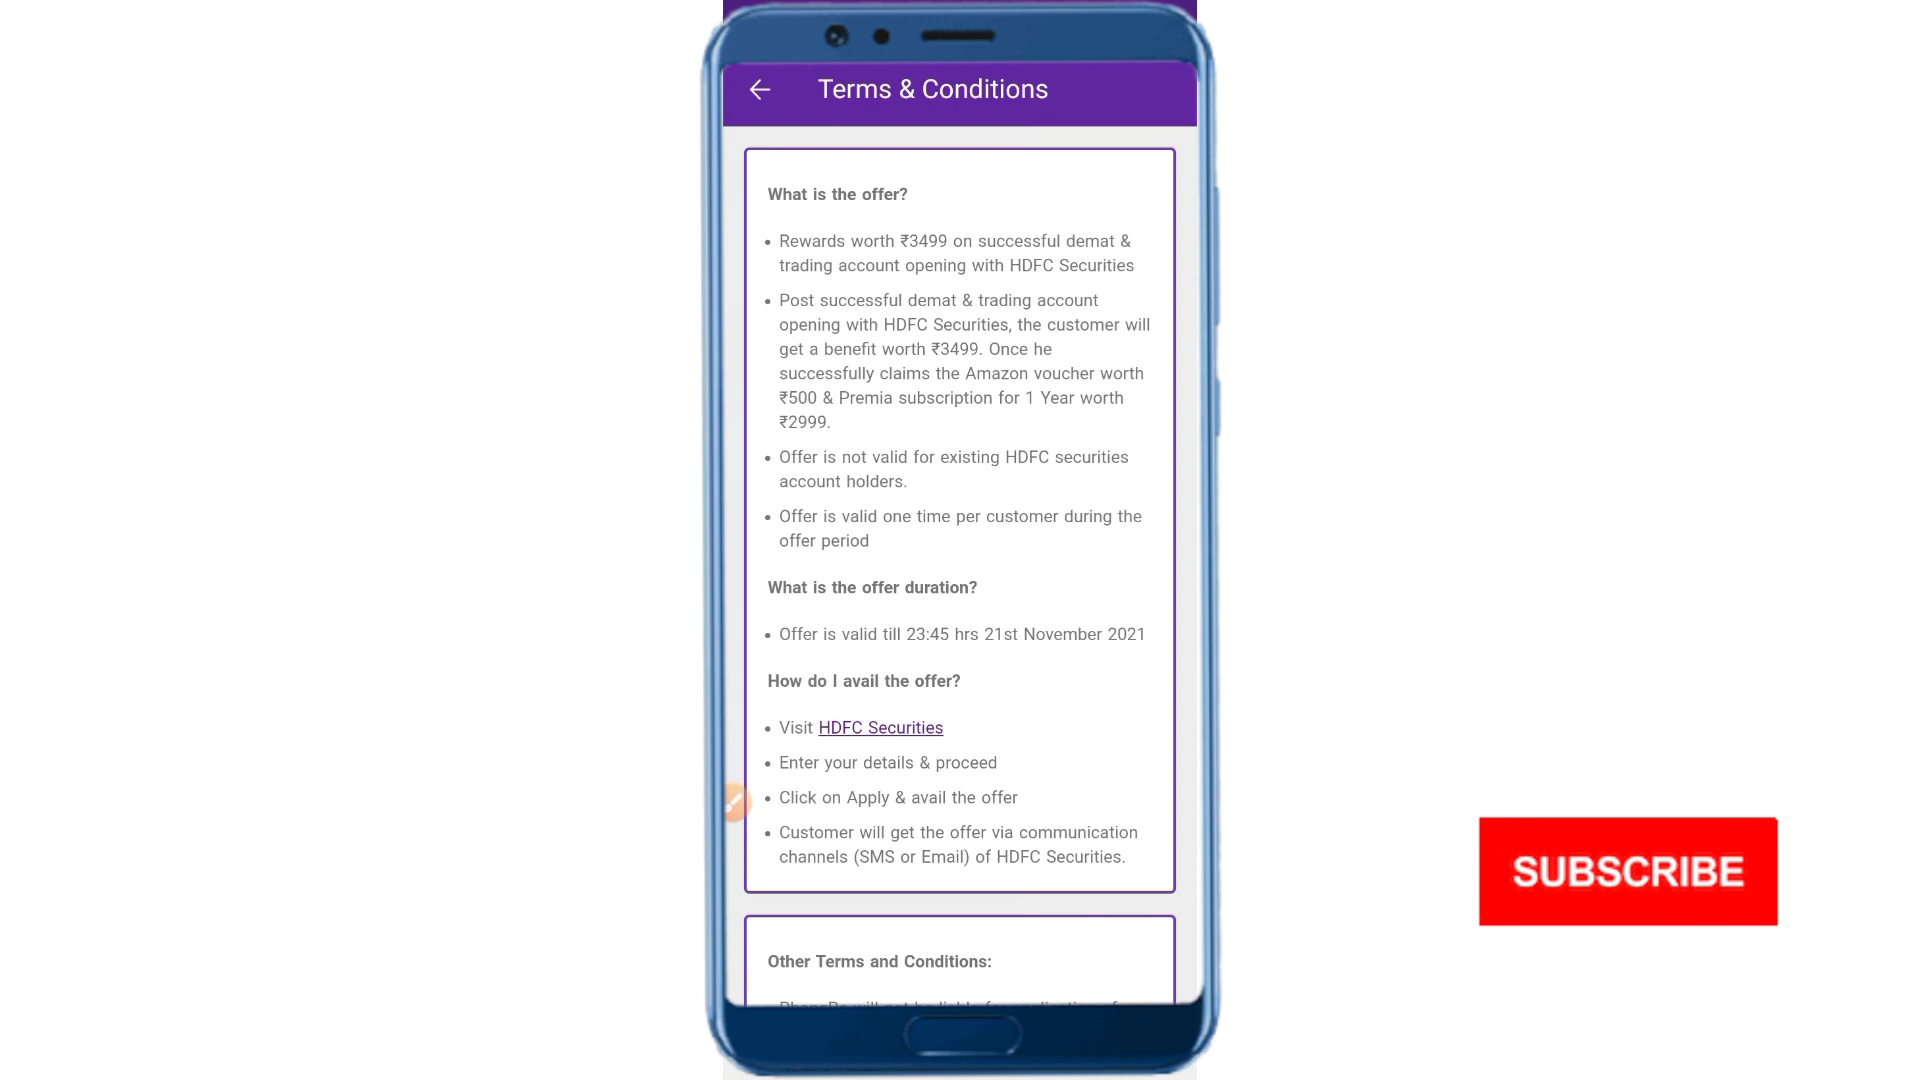 Terms & Conditions
What is the offer?
• Rewards worth ₹3499 on successful demat &
trading account opening with HDFC Securities
• Post successful demat & trading account
opening with HDFC Securities, the customer will
get a benefit worth ₹3499. Once he
successfully claims the Amazon voucher worth
₹500 & Premia subscription for 1 Year worth
₹2999.
• Offer is not valid for existing HDFC securities
account holders.
• Offer is valid one time per customer during the
offer period
What is the offer duration?
• Offer is valid till 23:45 hrs 21st November 2021
How do I avail the offer?
• Visit HDFC Securities
• Enter your details & proceed
• Click on Apply & avail the offer
• Customer will get the offer via communication
channels (SMS or Email) of HDFC Securities.
Other Terms and Conditions:
SUBSCRIBE